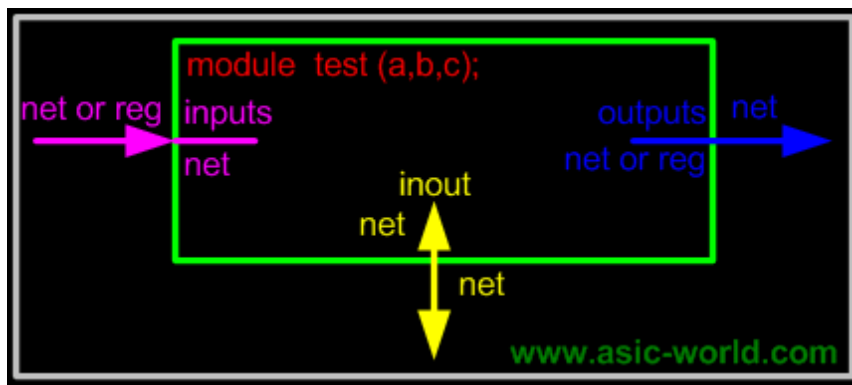 module test (a,b,c);
net or reg
inputs
outputs
net
net
net or reg
inout
net
net
www.asic-world.com